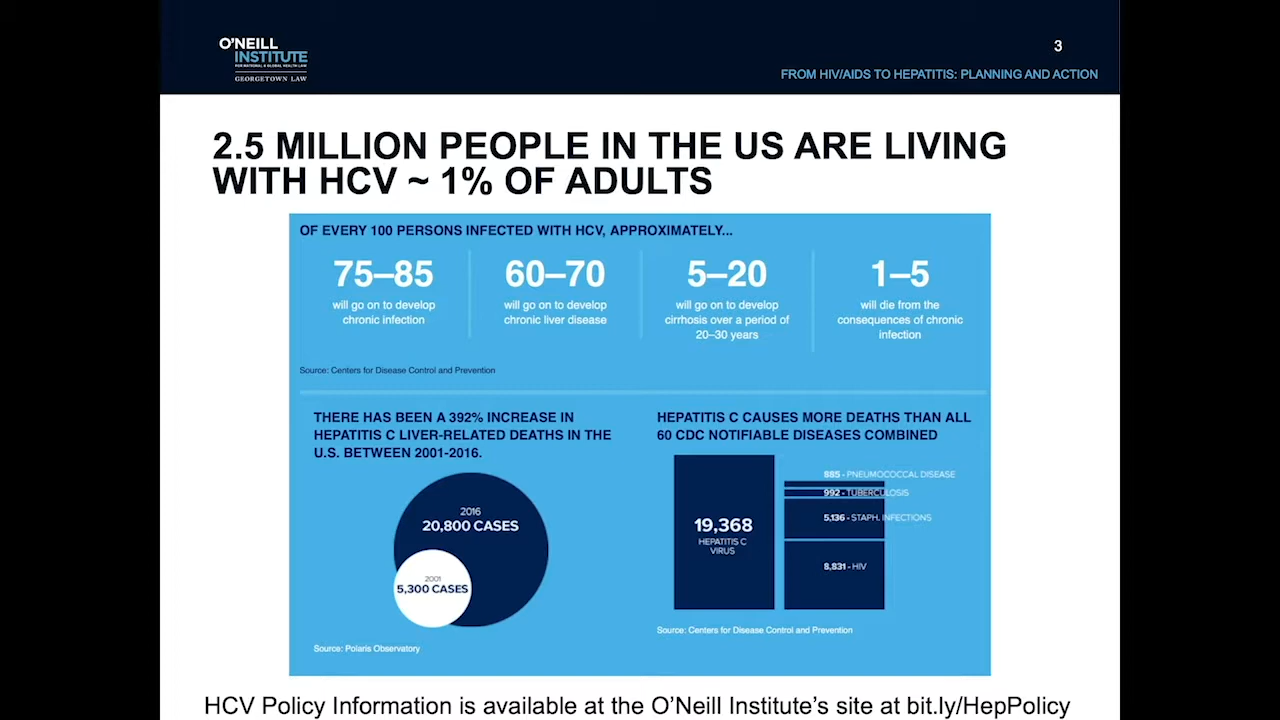 O'NEILL
INSTITUTE
FOR NATIONAL & GLOBAL HEALTH LAW
GEORGETOWN LAW
3
FROM HIV/AIDS TO HEPATITIS: PLANNING AND ACTION
2.5 MILLION PEOPLE IN THE US ARE LIVING
WITH HCV ~ 1% OF ADULTS
OF EVERY 100 PERSONS INFECTED WITH HCV, APPROXIMATELY...
75–85
will go on to develop
chronic infection
60–70
will go on to develop
chronic liver disease
5–20
will go on to develop
cirrhosis over a period of
20–30 years
1–5
will die from the
consequences of chronic
infection
Source: Centers for Disease Control and Prevention
THERE HAS BEEN A 392% INCREASE IN
HEPATITIS C LIVER-RELATED DEATHS IN THE
U.S. BETWEEN 2001-2016.
2016
20,800 CASES
2001
5,300 CASES
Source: Polaris Observatory
HEPATITIS C CAUSES MORE DEATHS THAN ALL
60 CDC NOTIFIABLE DISEASES COMBINED
19,368
HEPATITIS C
VIRUS
885 - PNEUMOCOCCAL DISEASE
992 - TUBERCULOSIS
5,136 - STAPH. INFECTIONS
8,831 - HIV
Source: Centers for Disease Control and Prevention
HCV Policy Information is available at the O'Neill Institute's site at bit.ly/HepPolicy